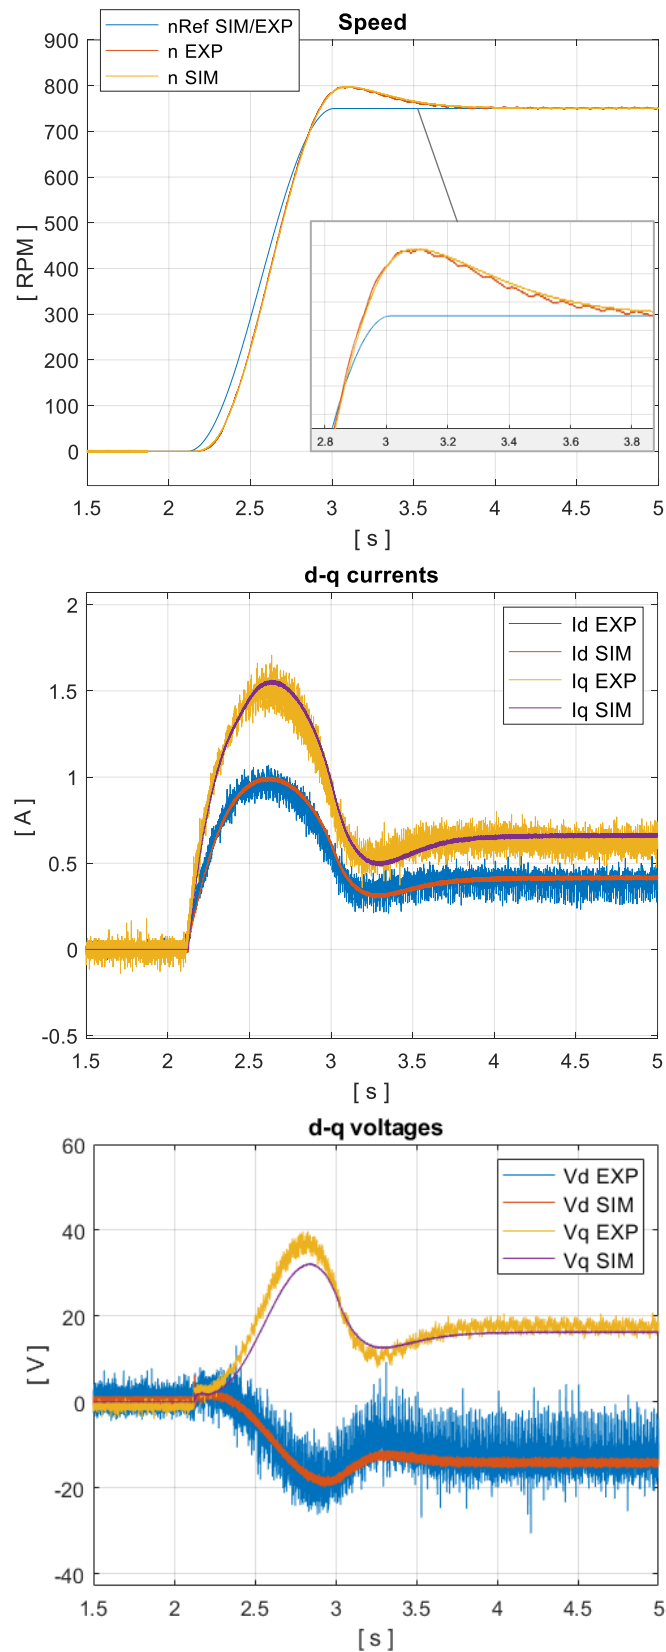 Speed
nRef SIM/EXP
n EXP
n SIM
900
800
700
600
500
400
300
200
100
0
[ RPM ]
2.8 3 3.2 3.4 3.6 3.8
1.5 2 2.5 3 3.5 4 4.5 5
[ s ]
d-q currents
Id EXP
Id SIM
Iq EXP
Iq SIM
2
1.5
1
0.5
0
-0.5
[ A ]
1.5 2 2.5 3 3.5 4 4.5 5
[ s ]
d-q voltages
Vd EXP
Vd SIM
Vq EXP
Vq SIM
60
40
20
0
-20
-40
[ V ]
1.5 2 2.5 3 3.5 4 4.5 5
[ s ]